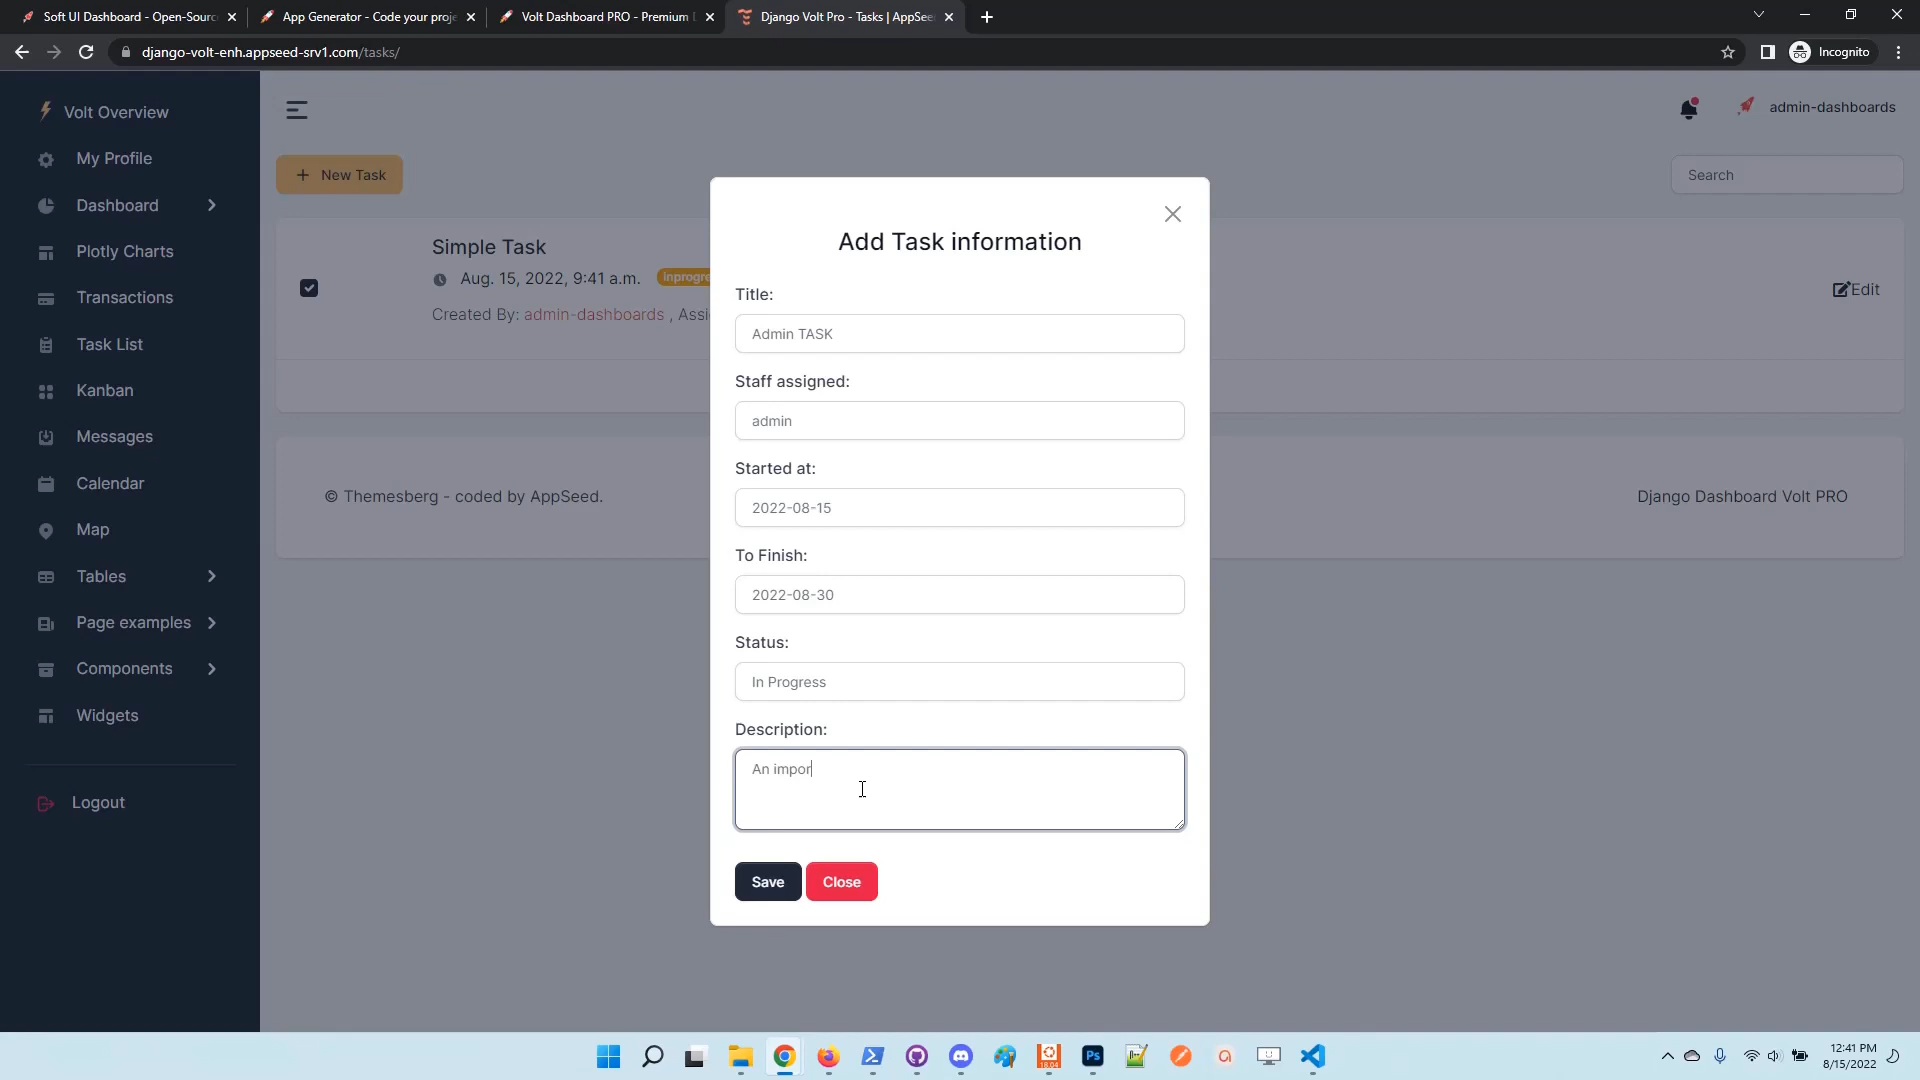 Soft UI Dashboard - Open-Sourc
App Generator - Code your proje
Volt Dashboard PRO - Premium
Django Volt Pro - Tasks | AppSee
django-volt-enh.appseed-srv1.com/tasks/
Incognito
Volt Overview
My Profile
Dashboard
Plotly Charts
Transactions
Task List
Kanban
Messages
Calendar
Map
Tables
Page examples
Components
Widgets
Logout
admin-dashboards
+ New Task
Search
Simple Task
Aug. 15, 2022, 9:41 a.m. Inprogre
Created By: admin-dashboards , Assi
Edit
© Themesberg - coded by AppSeed.
Django Dashboard Volt PRO
Add Task information
Title:
Admin TASK
Staff assigned:
admin
Started at:
2022-08-15
To Finish:
2022-08-30
Status:
In Progress
Description:
An impor
Save Close
Ps
18.04
12:41 PM
8/15/2022